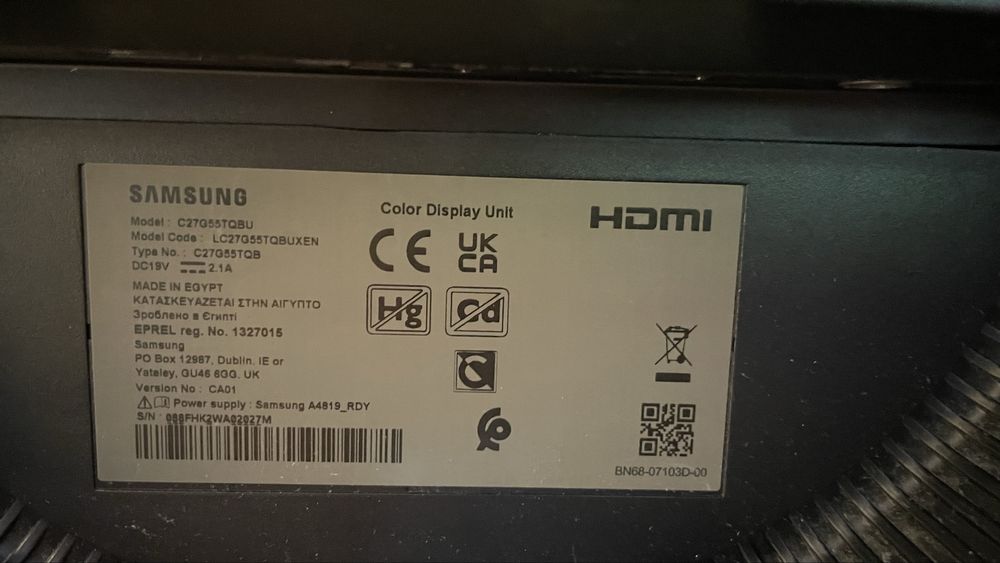 SAMSUNG
Model : C27G55TQBU
Model Code : LC27G55TQBUXEN
Type No. : C27G55TQB
DC19V 2.1A
MADE IN EGYPT
ΚΑΤΑΣΚΕΥΑΖΕΤΑΙ ΣΤΗΝ ΑΙΓΥΠΤΟ
Зроблено в Єгипті
EPREL reg. No. 1327015
Samsung
PO Box 12987, Dublin, IE or
Yateley, GU46 6GG, UK
Version No : CA01
Power supply : Samsung A4819_RDY
S/N : 088FHK2WA02027M
Color Display Unit
CE
UK
CA
Hg
Cd
HDMI
BN68-07103D-00